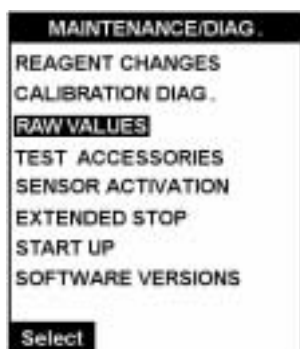 MAINTENANCE/DIAG.
REAGENT CHANGES
CALIBRATION DIAG.
RAW VALUES
TEST ACCESSORIES
SENSOR ACTIVATION
EXTENDED STOP
START UP
SOFTWARE VERSIONS
Select